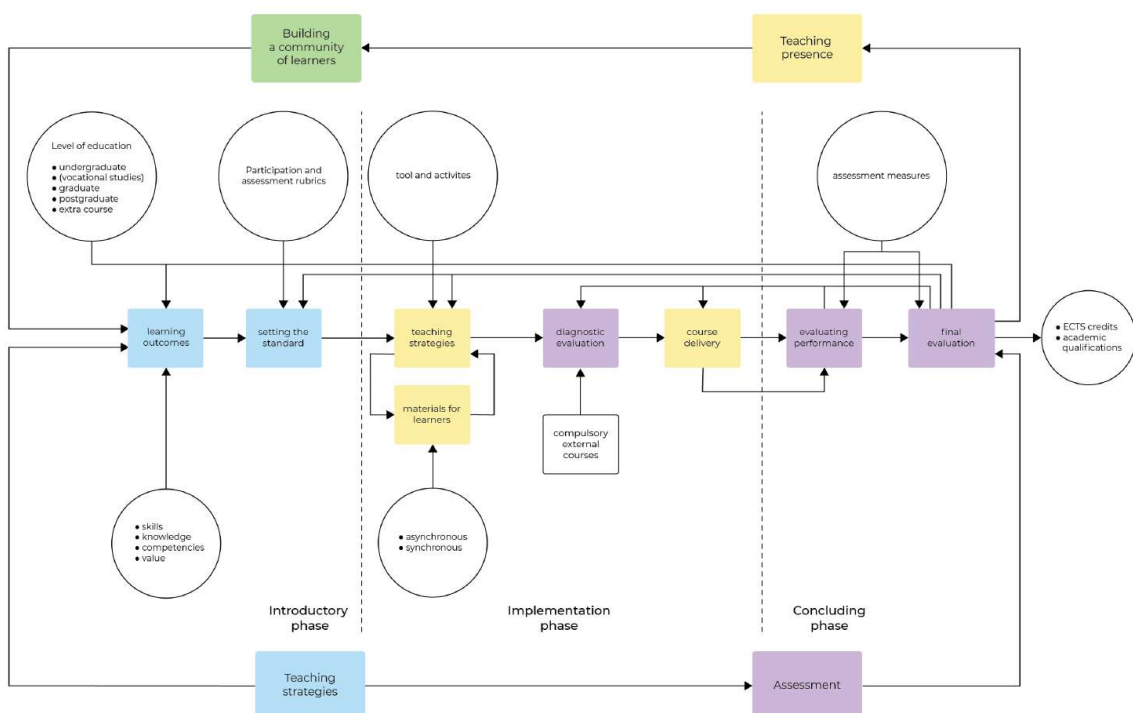 Building
a community
of learners
Teaching
presence
Level of education
● undergraduate
● (vocational studies)
● graduate
● postgraduate
● extra course
Participation and
assessment rubrics
tool and activites
assessment measures
learning
outcomes
setting the
standard
teaching
strategies
diagnostic
evaluation
course
delivery
evaluating
performance
final
evaluation
● ECTS credits
● academic
qualifications
materials for
learners
compulsory
external
courses
● skills
● knowledge
● competencies
● value
● asynchronous
● synchronous
Introductory
phase
Implementation
phase
Concluding
phase
Teaching
strategies
Assessment